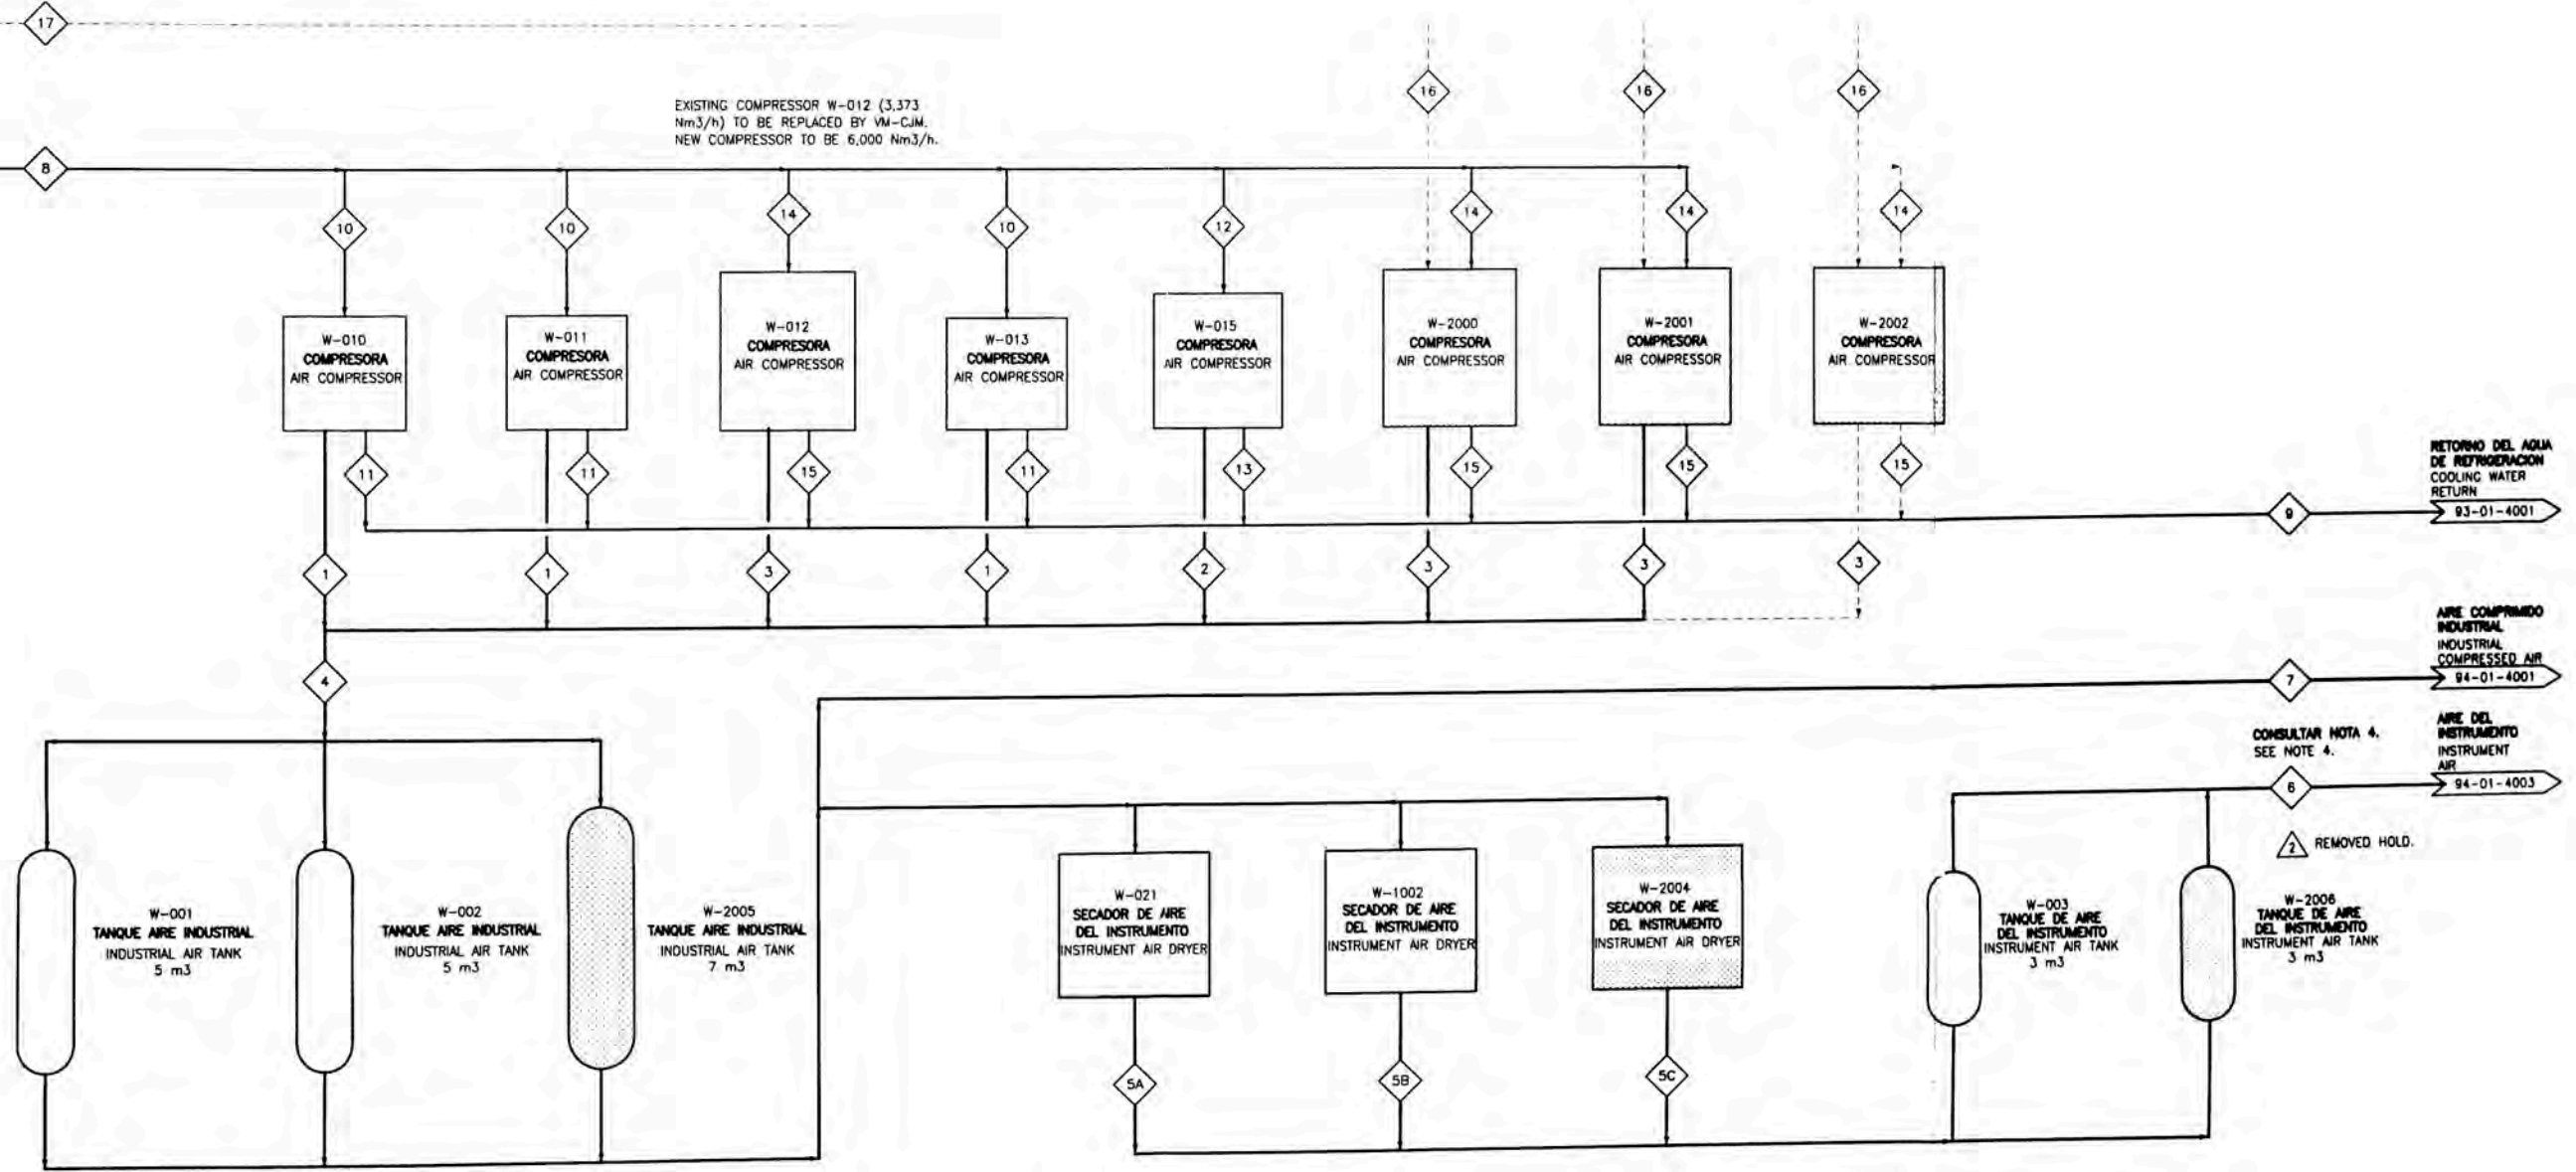 17
EXISTING COMPRESSOR W-012 (3,373
Nm3/h) TO BE REPLACED BY VM-CJM.
NEW COMPRESSOR TO BE 6,000 Nm3/h.
16
16
16
8
10
10
14
10
12
14
14
14
W-010
COMPRESORA
AIR COMPRESSOR
W-011
COMPRESORA
AIR COMPRESSOR
W-012
COMPRESORA
AIR COMPRESSOR
W-013
COMPRESORA
AIR COMPRESSOR
W-015
COMPRESORA
AIR COMPRESSOR
W-2000
COMPRESORA
AIR COMPRESSOR
W-2001
COMPRESORA
AIR COMPRESSOR
W-2002
COMPRESORA
AIR COMPRESSOR
11
11
15
11
13
15
15
15
RETORNO DEL AGUA
DE REFRIGERACION
COOLING WATER
RETURN
93-01-4001
9
1
1
3
1
2
3
3
3
4
AIRE COMPRIMIDO
INDUSTRIAL
INDUSTRIAL
COMPRESSED AIR
94-01-4001
7
CONSULTAR NOTA 4.
SEE NOTE 4.
AIRE DEL
INSTRUMENTO
INSTRUMENT
AIR
94-01-4003
6
2 REMOVED HOLD.
W-001
TANQUE AIRE INDUSTRIAL
INDUSTRIAL AIR TANK
5 m3
W-002
TANQUE AIRE INDUSTRIAL
INDUSTRIAL AIR TANK
5 m3
W-2005
TANQUE AIRE INDUSTRIAL
INDUSTRIAL AIR TANK
7 m3
W-021
SECADOR DE AIRE
DEL INSTRUMENTO
INSTRUMENT AIR DRYER
W-1002
SECADOR DE AIRE
DEL INSTRUMENTO
INSTRUMENT AIR DRYER
W-2004
SECADOR DE AIRE
DEL INSTRUMENTO
INSTRUMENT AIR DRYER
W-003
TANQUE DE AIRE
DEL INSTRUMENTO
INSTRUMENT AIR TANK
3 m3
W-2006
TANQUE DE AIRE
DEL INSTRUMENTO
INSTRUMENT AIR TANK
3 m3
5A
5B
5C